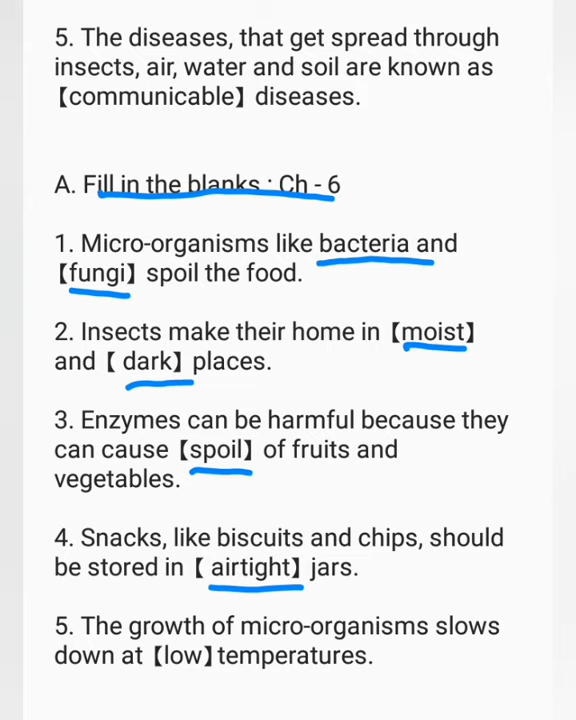 5. The diseases, that get spread through
insects, air, water and soil are known as
【communicable】 diseases.
A. Fill in the blanks : Ch - 6
1. Micro-organisms like bacteria and
【fungi】 spoil the food.
2. Insects make their home in 【moist】
and 【 dark】 places.
3. Enzymes can be harmful because they
can cause 【spoil】 of fruits and
vegetables.
4. Snacks, like biscuits and chips, should
be stored in 【 airtight】 jars.
5. The growth of micro-organisms slows
down at 【low】 temperatures.